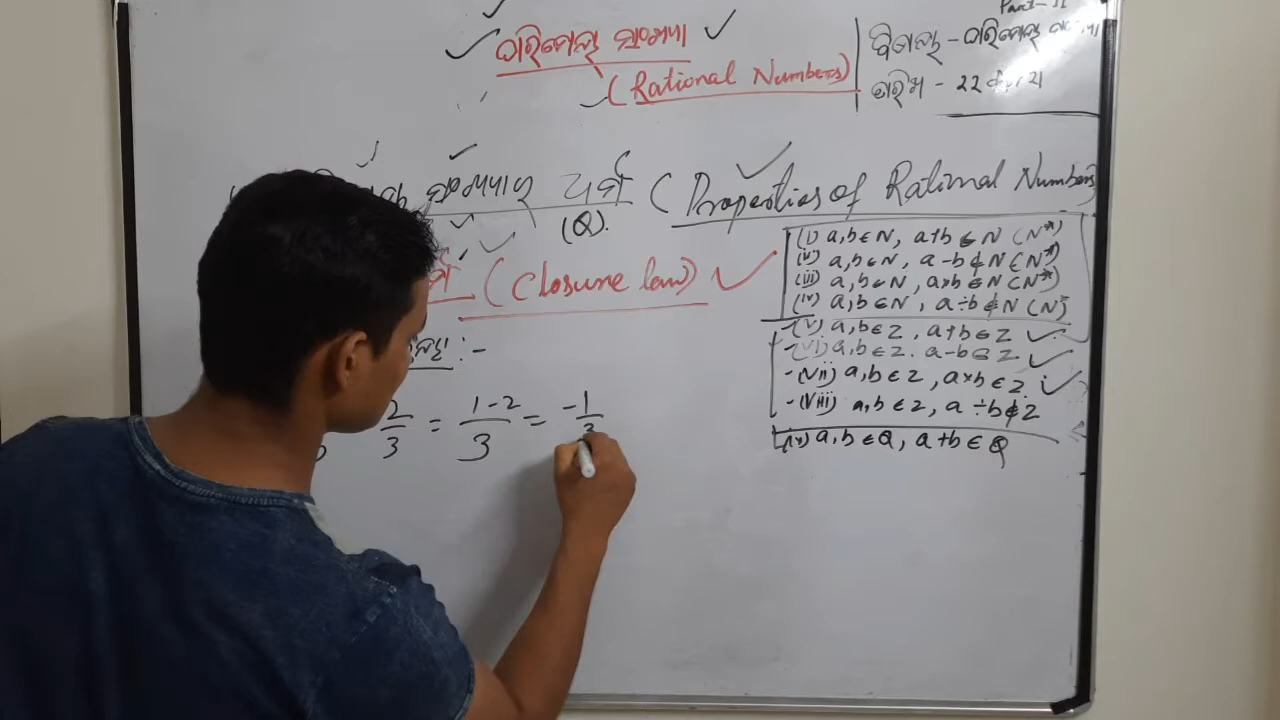 Part-II
ପରିମେୟ ସଂଖ୍ୟା
(Rational Numbers)
ବିଷୟ - ପରିମେୟ
ତାରିଖ - 22 21
ସଂଖ୍ୟାର ଧର୍ମ (Properties of Rational Numbers
(Q).
(Closure law)
:-
2/3 = 1-2/3 = -1/3
(i) a,b ∈ N, a+b ∈ N (N*)
(ii) a,b ∈ N, a-b ∉ N (N*)
(iii) a,b ∈ N, a×b ∈ N (N*)
(iv) a,b ∈ N, a÷b ∉ N (N*)
-(v) a,b ∈ Z, a+b ∈ Z
-(vi) a,b ∈ Z. a-b ∈ Z
-(vii) a,b ∈ Z, a×b ∈ Z.
-(viii) a,b ∈ Z, a÷b ∉ Z
a,b ∈ Q, a+b ∈ Q